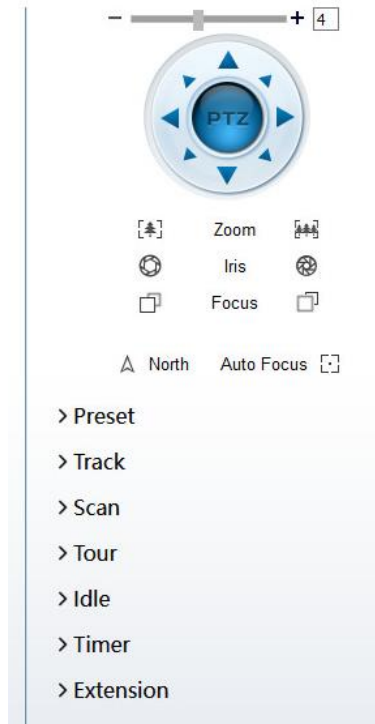 − + 4
PTZ
Zoom
Iris
Focus
North Auto Focus
> Preset
> Track
> Scan
> Tour
> Idle
> Timer
> Extension